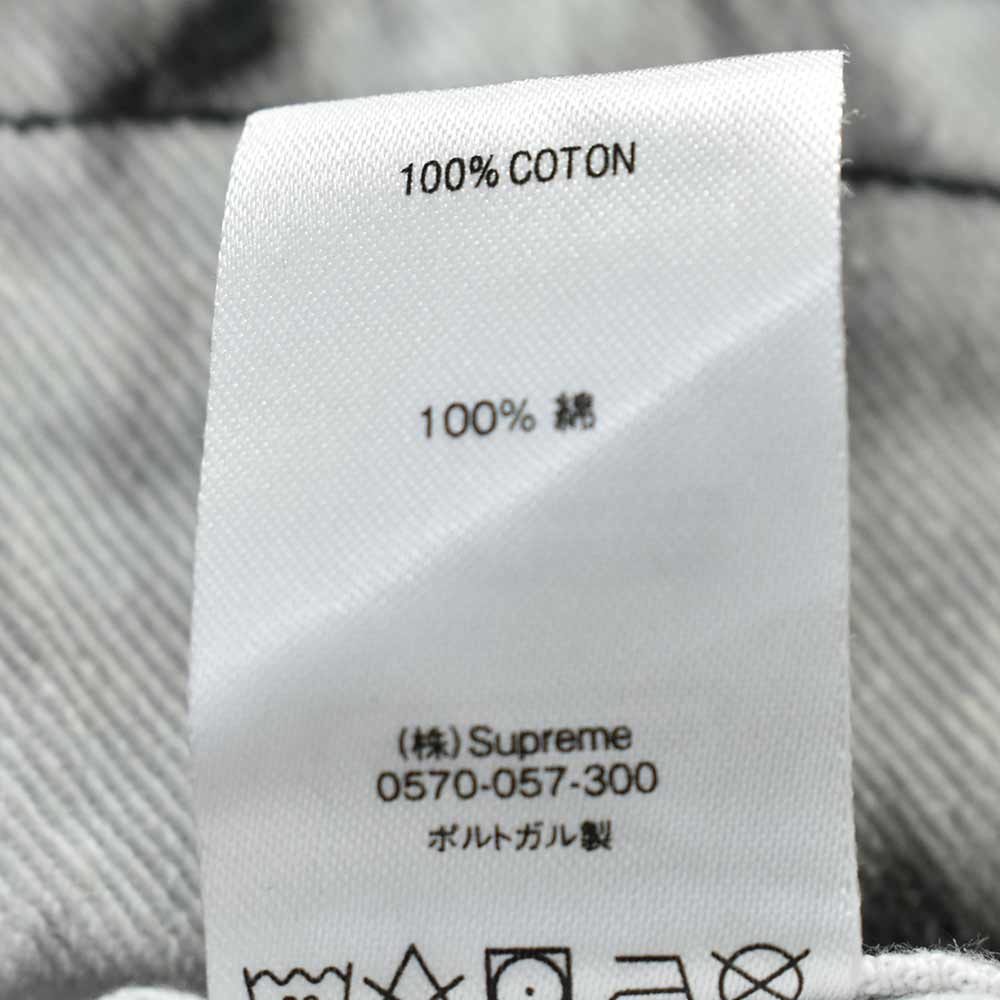 100% COTON
100% 綿
(株) Supreme
0570-057-300
ポルトガル製